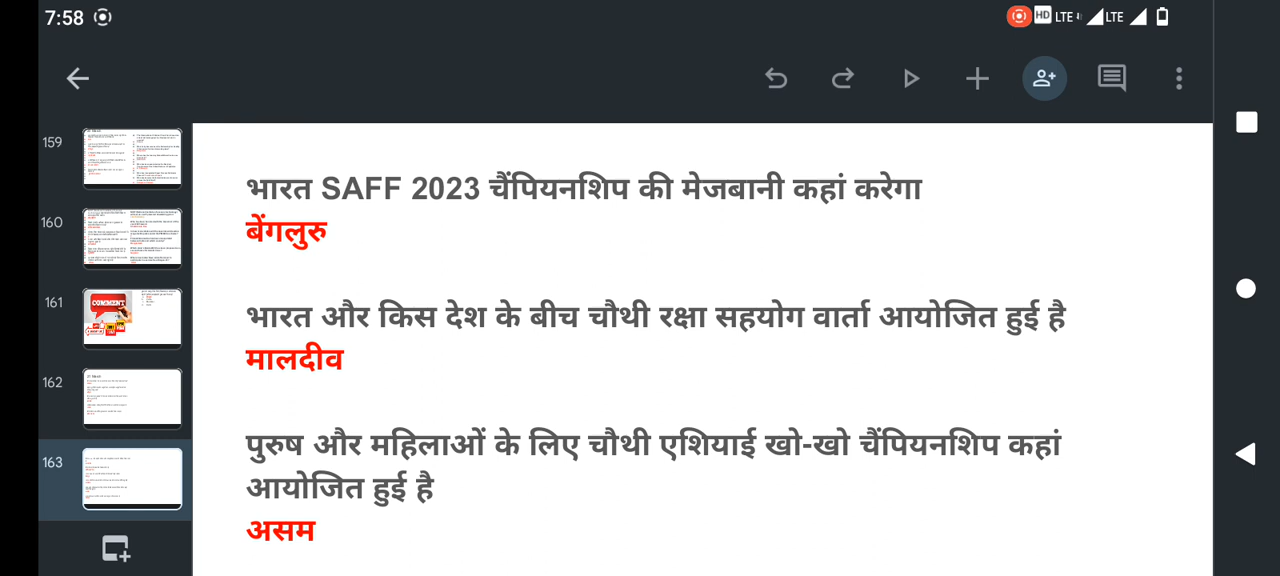 7:58
HD LTE LTE
159
160
161
COMMENT
162
163
भारत SAFF 2023 चैंपियनशिप की मेजबानी कहां करेगा
बेंगलुरु
भारत और किस देश के बीच चौथी रक्षा सहयोग वार्ता आयोजित हुई है
मालदीव
पुरुष और महिलाओं के लिए चौथी एशियाई खो-खो चैंपियनशिप कहां
आयोजित हुई है
असम